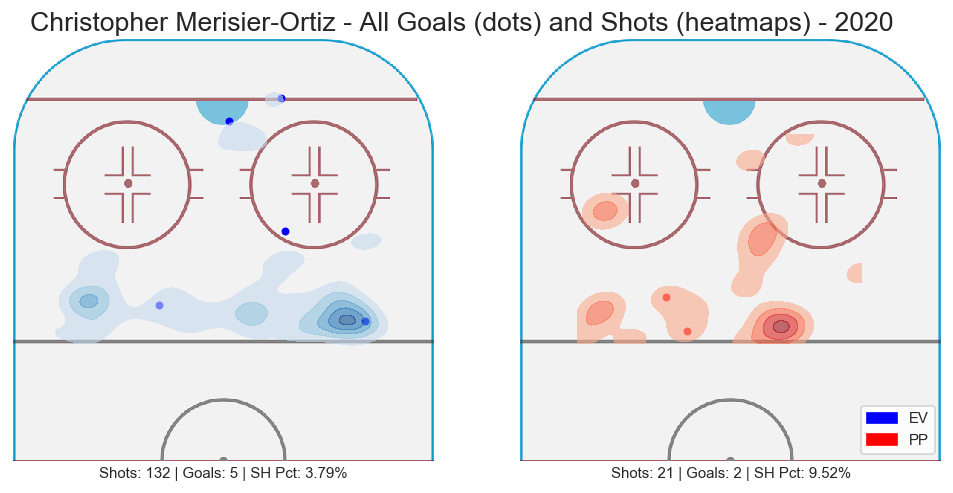 Christopher Merisier-Ortiz - All Goals (dots) and Shots (heatmaps) - 2020
EV
PP
Shots: 132 | Goals: 5 | SH Pct: 3.79%
Shots: 21 | Goals: 2 | SH Pct: 9.52%